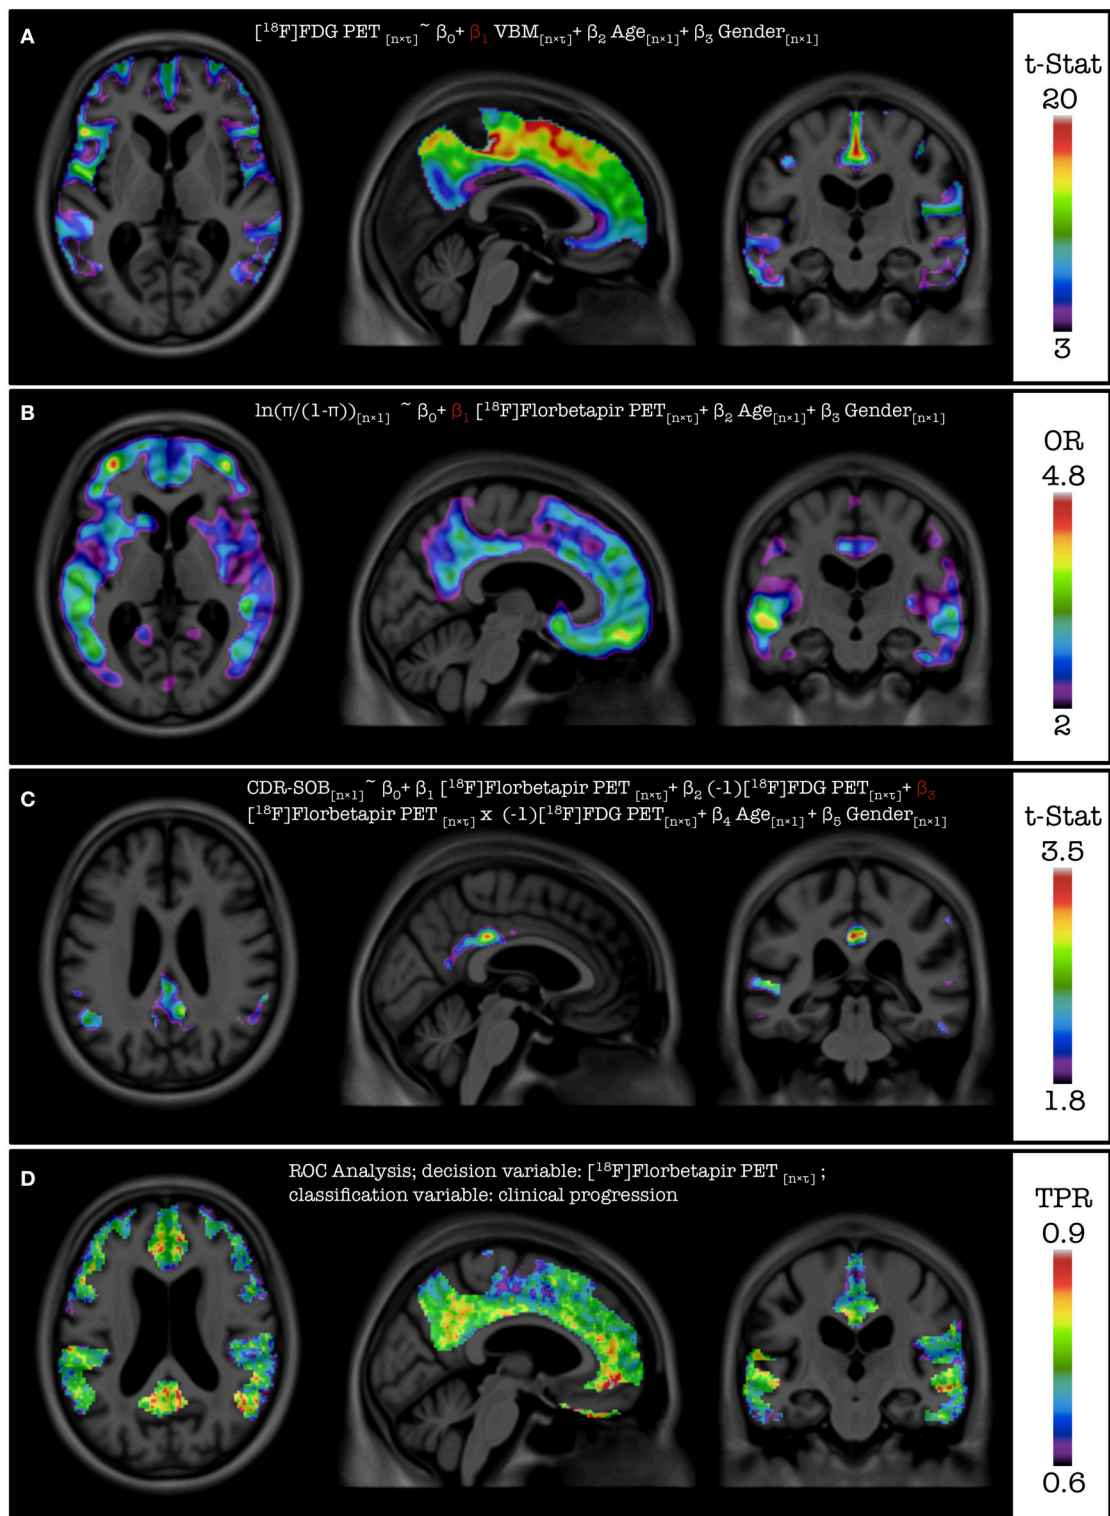 A
[¹⁸F]FDG PET [n×τ] ~ β₀+ β₁ VBM[n×τ]+ β₂ Age[n×1]+ β₃ Gender[n×1]
t-Stat
20
3
B
ln(π/(1-π))[n×1] ~ β₀+ β₁ [¹⁸F]Florbetapir PET[n×τ]+ β₂ Age[n×1]+ β₃ Gender[n×1]
OR
4.8
2
C
CDR-SOB[n×1]~ β₀+ β₁ [¹⁸F]Florbetapir PET [n×τ]+ β₂ (-1)[¹⁸F]FDG PET[n×τ]+ β₃
[¹⁸F]Florbetapir PET [n×τ] x (-1)[¹⁸F]FDG PET[n×τ]+ β₄ Age[n×1]+ β₅ Gender[n×1]
t-Stat
3.5
1.8
D
ROC Analysis; decision variable: [¹⁸F]Florbetapir PET [n×τ] ;
classification variable: clinical progression
TPR
0.9
0.6